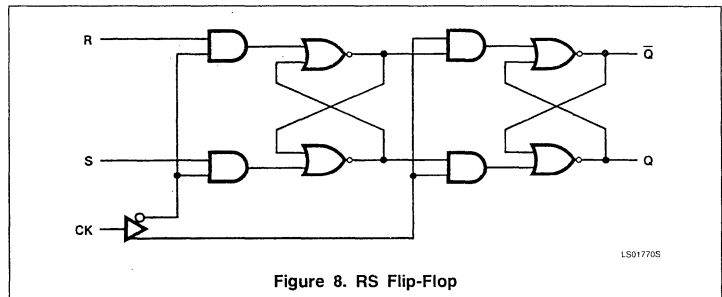 R
S
CK
Q̅
Q
LS01770S
Figure 8. RS Flip-Flop